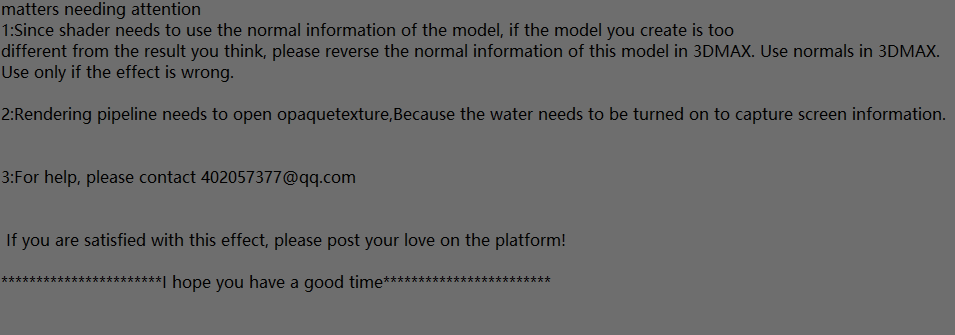 matters needing attention
1:Since shader needs to use the normal information of the model, if the model you create is too
different from the result you think, please reverse the normal information of this model in 3DMAX. Use normals in 3DMAX.
Use only if the effect is wrong.
2:Rendering pipeline needs to open opaquetexture,Because the water needs to be turned on to capture screen information.
3:For help, please contact 402057377@qq.com
If you are satisfied with this effect, please post your love on the platform!
***********************I hope you have a good time************************